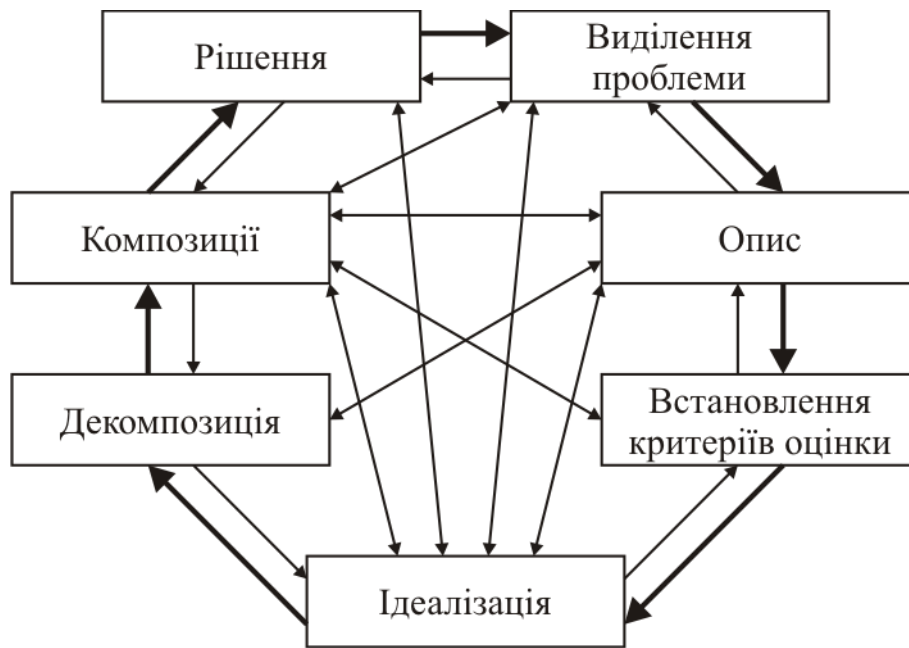 Рішення
Виділення
проблеми
Композиції
Опис
Декомпозиція
Встановлення
критеріїв оцінки
Ідеалізація